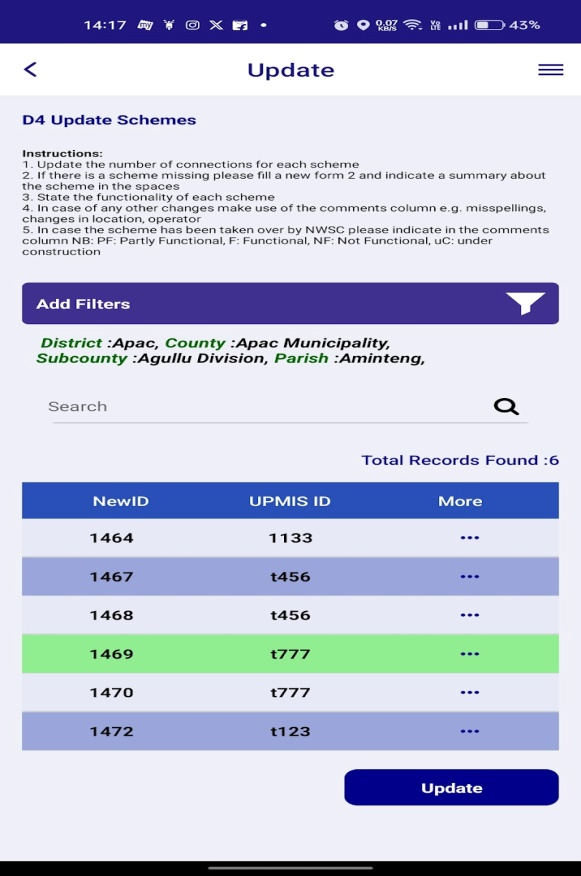 14:17 0.07 KB/S 43%
Update
D4 Update Schemes
Instructions:
1. Update the number of connections for each scheme
2. If there is a scheme missing please fill a new form 2 and indicate a summary about
the scheme in the spaces
3. State the functionality of each scheme
4. In case of any other changes make use of the comments column e.g. misspellings,
changes in location, operator
5. In case the scheme has been taken over by NWSC please indicate in the comments
column NB: PF: Partly Functional, F: Functional, NF: Not Functional, uC: under
construction
Add Filters
District :Apac, County :Apac Municipality,
Subcounty :Agullu Division, Parish :Aminteng,
Search
Total Records Found :6
NewID UPMIS ID More
1464 1133 •••
1467 t456 •••
1468 t456 •••
1469 t777 •••
1470 t777 •••
1472 t123 •••
Update